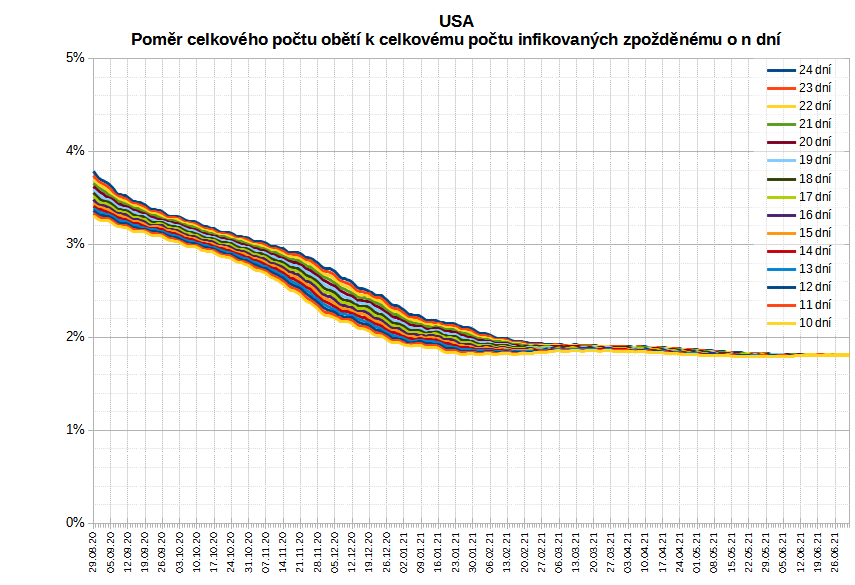 USA
Poměr celkového počtu obětí k celkovému počtu infikovaných zpožděnému o n dní
5%
4%
3%
2%
1%
0%
24 dní
23 dní
22 dní
21 dní
20 dní
19 dní
18 dní
17 dní
16 dní
15 dní
14 dní
13 dní
12 dní
11 dní
10 dní
29.08.20
05.09.20
12.09.20
19.09.20
26.09.20
03.10.20
10.10.20
17.10.20
24.10.20
31.10.20
07.11.20
14.11.20
21.11.20
28.11.20
05.12.20
12.12.20
19.12.20
26.12.20
02.01.21
09.01.21
16.01.21
23.01.21
30.01.21
06.02.21
13.02.21
20.02.21
27.02.21
06.03.21
13.03.21
20.03.21
27.03.21
03.04.21
10.04.21
17.04.21
24.04.21
01.05.21
08.05.21
15.05.21
22.05.21
29.05.21
05.06.21
12.06.21
19.06.21
26.06.21